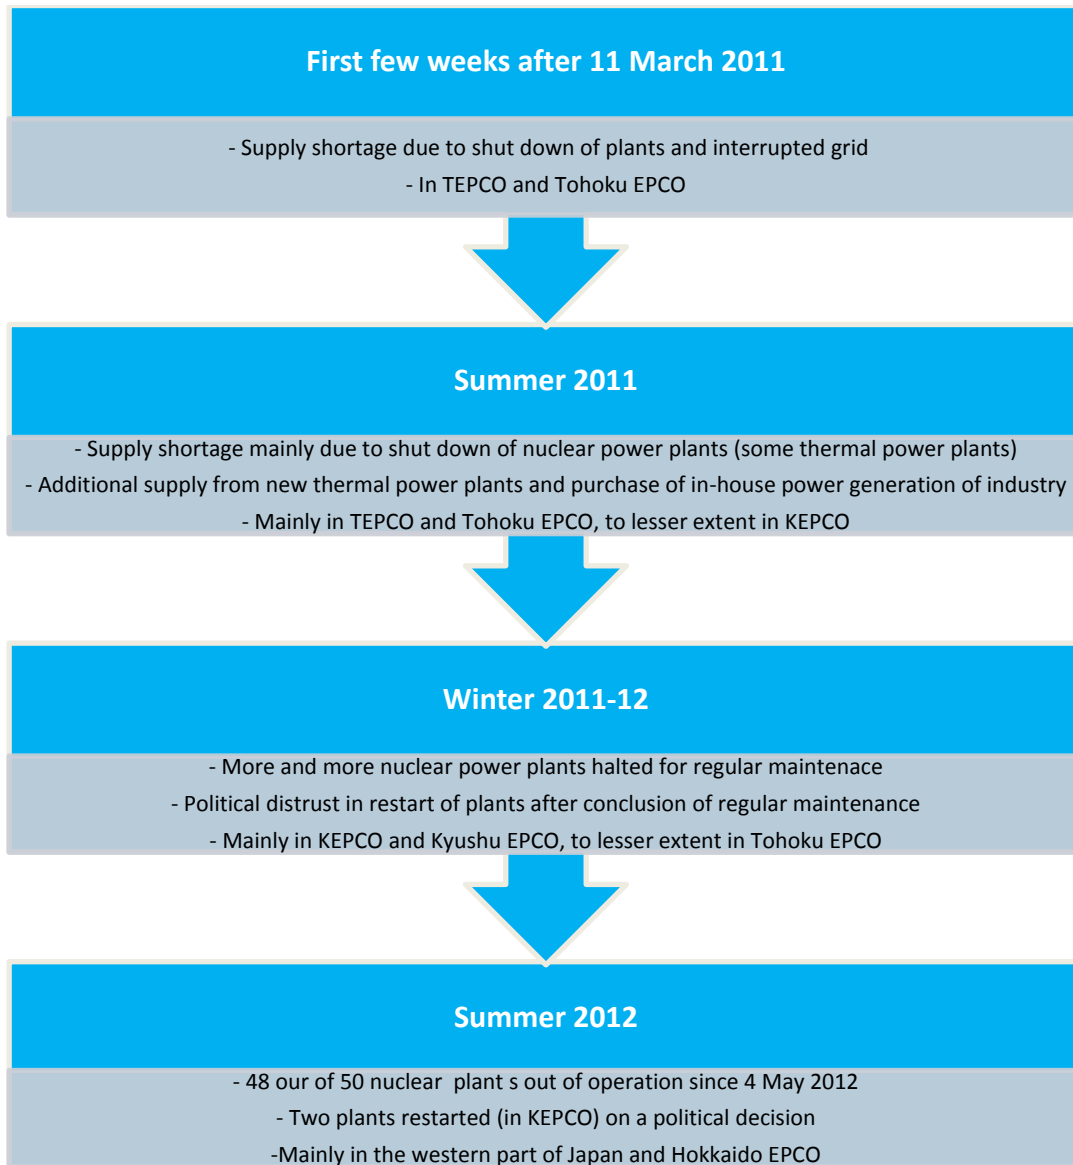 First few weeks after 11 March 2011
- Supply shortage due to shut down of plants and interrupted grid
- In TEPCO and Tohoku EPCO
Summer 2011
- Supply shortage mainly due to shut down of nuclear power plants (some thermal power plants)
- Additional supply from new thermal power plants and purchase of in-house power generation of industry
- Mainly in TEPCO and Tohoku EPCO, to lesser extent in KEPCO
Winter 2011-12
- More and more nuclear power plants halted for regular maintenace
- Political distrust in restart of plants after conclusion of regular maintenance
- Mainly in KEPCO and Kyushu EPCO, to lesser extent in Tohoku EPCO
Summer 2012
- 48 our of 50 nuclear  plant s out of operation since 4 May 2012
- Two plants restarted (in KEPCO) on a political decision
-Mainly in the western part of Japan and Hokkaido EPCO